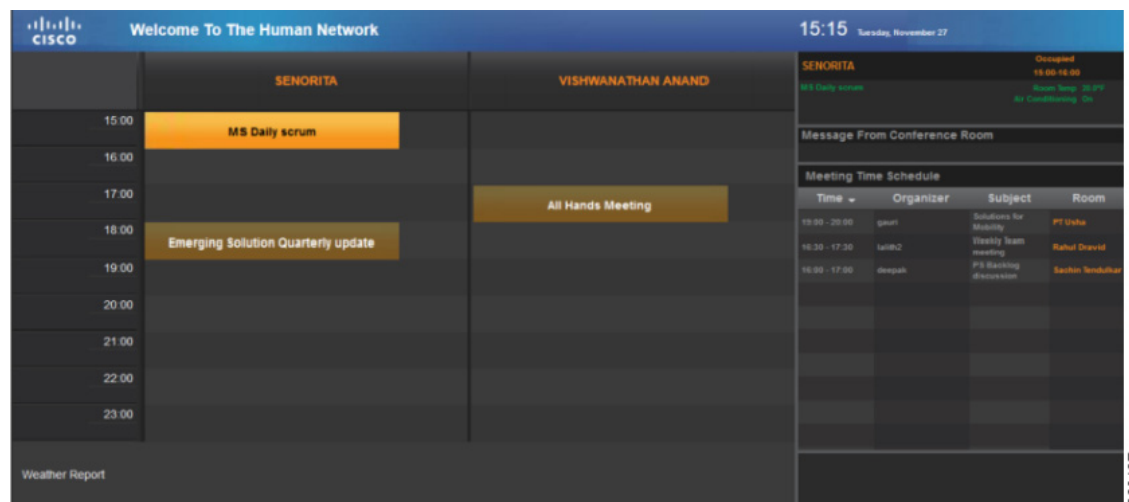 CISCO
Welcome To The Human Network
15:15 Tuesday, November 27
SENORITA
VISHWANATHAN ANAND
15:00
MS Daily scrum
16:00
17:00
All Hands Meeting
18:00
Emerging Solution Quarterly update
19:00
20:00
21:00
22:00
23:00
Weather Report
SENORITA
Occupied
15:00-16:00
MS Daily scrum
Room Temp
Air Conditioning On
Message From Conference Room
Meeting Time Schedule
Time Organizer Subject Room
19:00 - 20:00 gauri Solutions for Mobility PT Usha
16:30 - 17:30 lalith2 Weekly Team meeting Rahul Dravid
16:00 - 17:00 deepak PS Backlog discussion Sachin Tendulkar